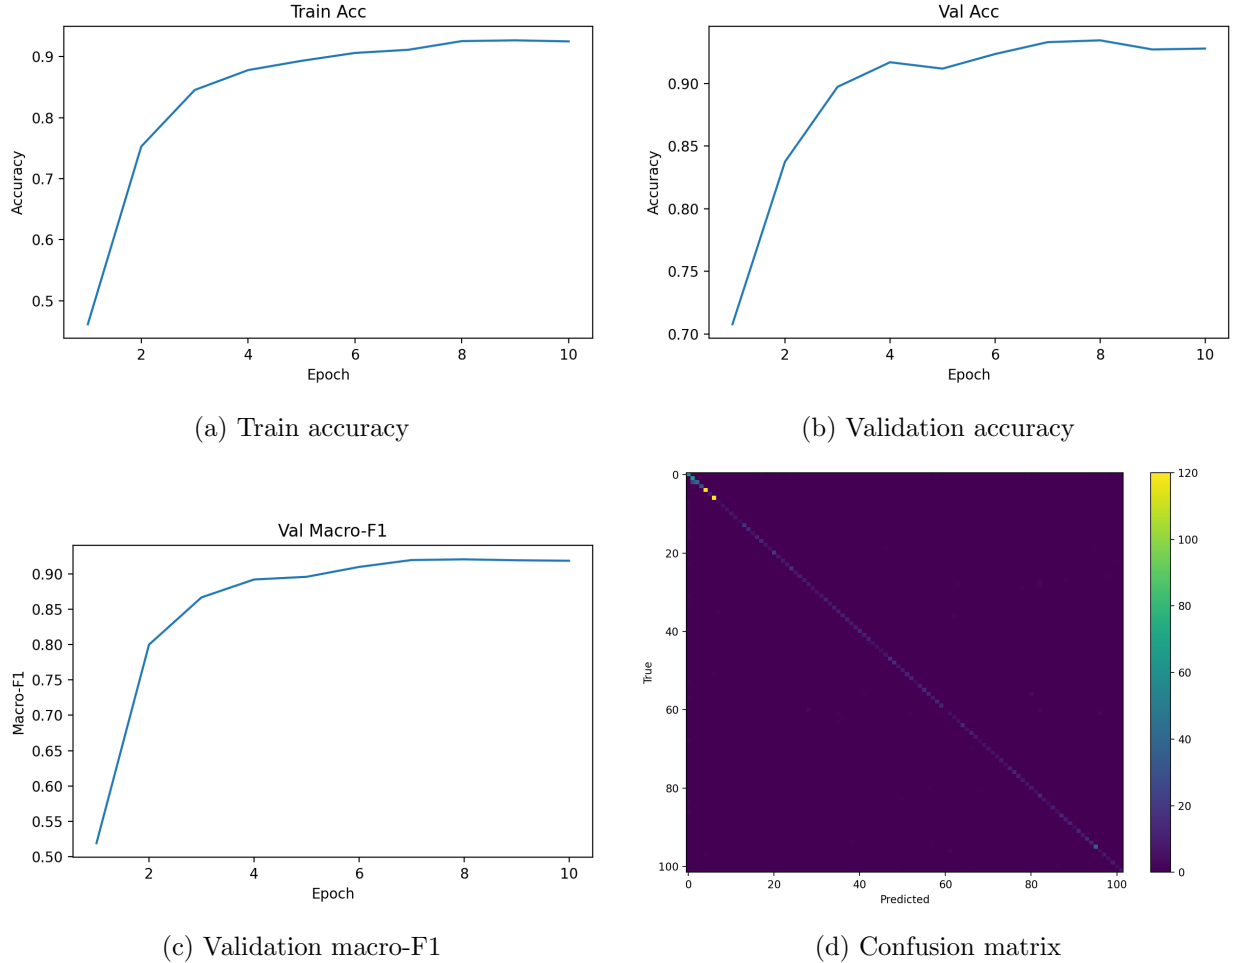 Train Acc
0.9
0.8
0.7
0.6
0.5
Accuracy
2 4 6 8 10
Epoch
(a) Train accuracy
Val Acc
0.90
0.85
0.80
0.75
0.70
Accuracy
2 4 6 8 10
Epoch
(b) Validation accuracy
Val Macro-F1
0.90
0.85
0.80
0.75
0.70
0.65
0.60
0.55
0.50
Macro-F1
2 4 6 8 10
Epoch
(c) Validation macro-F1
0
20
40
60
80
100
True
0 20 40 60 80 100
Predicted
120
100
80
60
40
20
0
(d) Confusion matrix